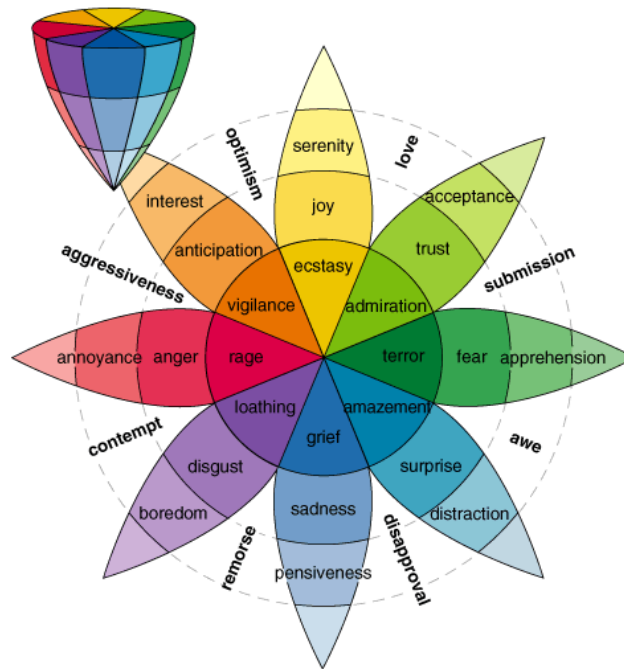 optimism
love
serenity
interest
acceptance
joy
anticipation
trust
aggressiveness
ecstasy
submission
vigilance
admiration
annoyance
anger
rage
terror
fear
apprehension
loathing
amazement
contempt
grief
awe
disgust
surprise
boredom
sadness
distraction
remorse
pensiveness
disapproval